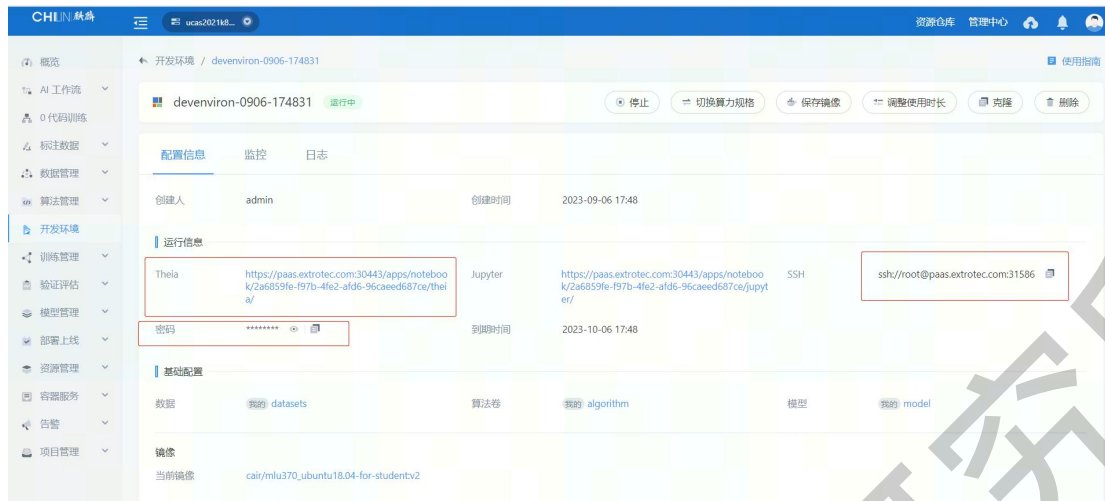 CHILIN麒麟
ucas2021k8...
资源仓库 管理中心
概览
AI 工作流
0 代码训练
标注数据
数据管理
算法管理
开发环境
训练管理
验证评估
模型管理
部署上线
资源管理
容器服务
告警
项目管理
开发环境 / devenviron-0906-174831
使用指南
devenviron-0906-174831 运行中
停止 切换算力规格 保存镜像 调整使用时长 克隆 删除
配置信息 监控 日志
创建人 admin 创建时间 2023-09-06 17:48
运行信息
Theia
https://paas.extrotec.com:30443/apps/noteboo
k/2a6859fe-f97b-4fe2-afd6-96caeed687ce/thei
a/
Jupyter
https://paas.extrotec.com:30443/apps/noteboo
k/2a6859fe-f97b-4fe2-afd6-96caeed687ce/jupyt
er/
SSH ssh://root@paas.extrotec.com:31586
密码 ******** 到期时间 2023-10-06 17:48
基础配置
数据 我的 datasets 算法卷 我的 algorithm 模型 我的 model
镜像
当前镜像 cair/mlu370_ubuntu18.04-for-student:v2